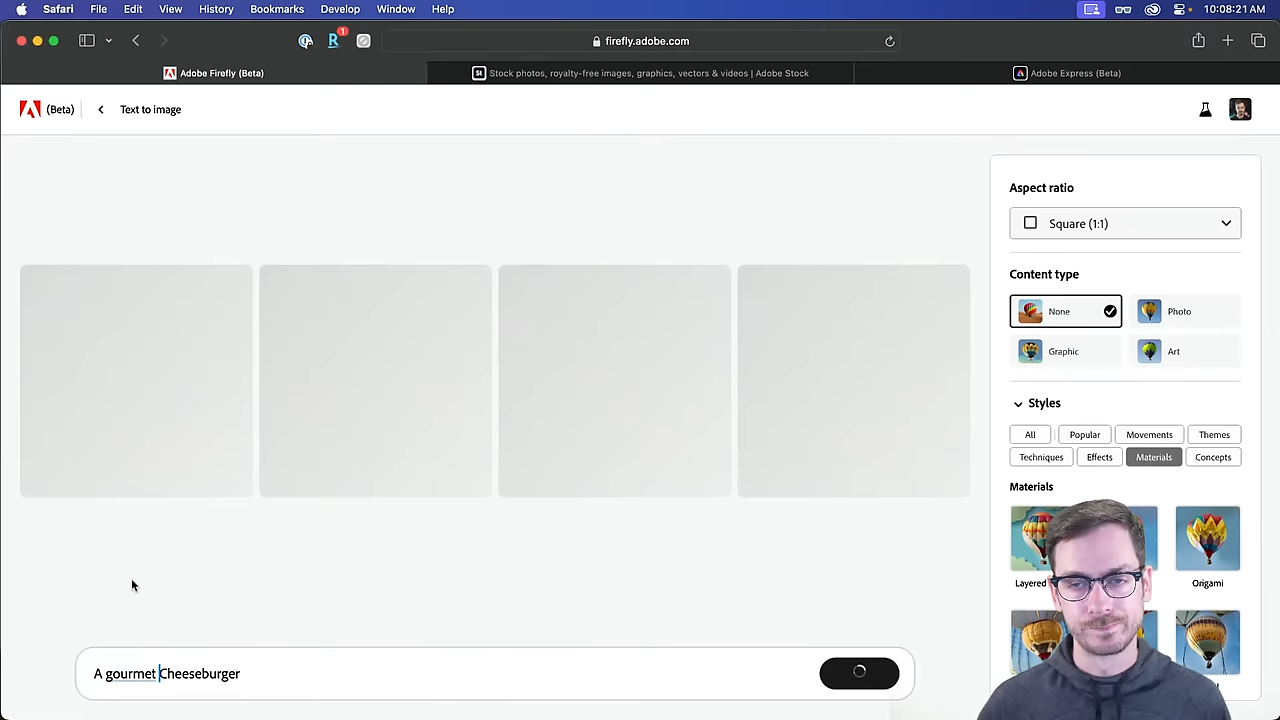 Safari File Edit View History Bookmarks Develop Window Help 10:08:21 AM
R 1 firefly.adobe.com
Adobe Firefly (Beta) St Stock photos, royalty-free images, graphics, vectors & videos | Adobe Stock Adobe Express (Beta)
(Beta) Text to image
Aspect ratio
Square (1:1)
Content type
None Photo
Graphic Art
Styles
All Popular Movements Themes
Techniques Effects Materials Concepts
Materials
Layered Origami
A gourmet Cheeseburger